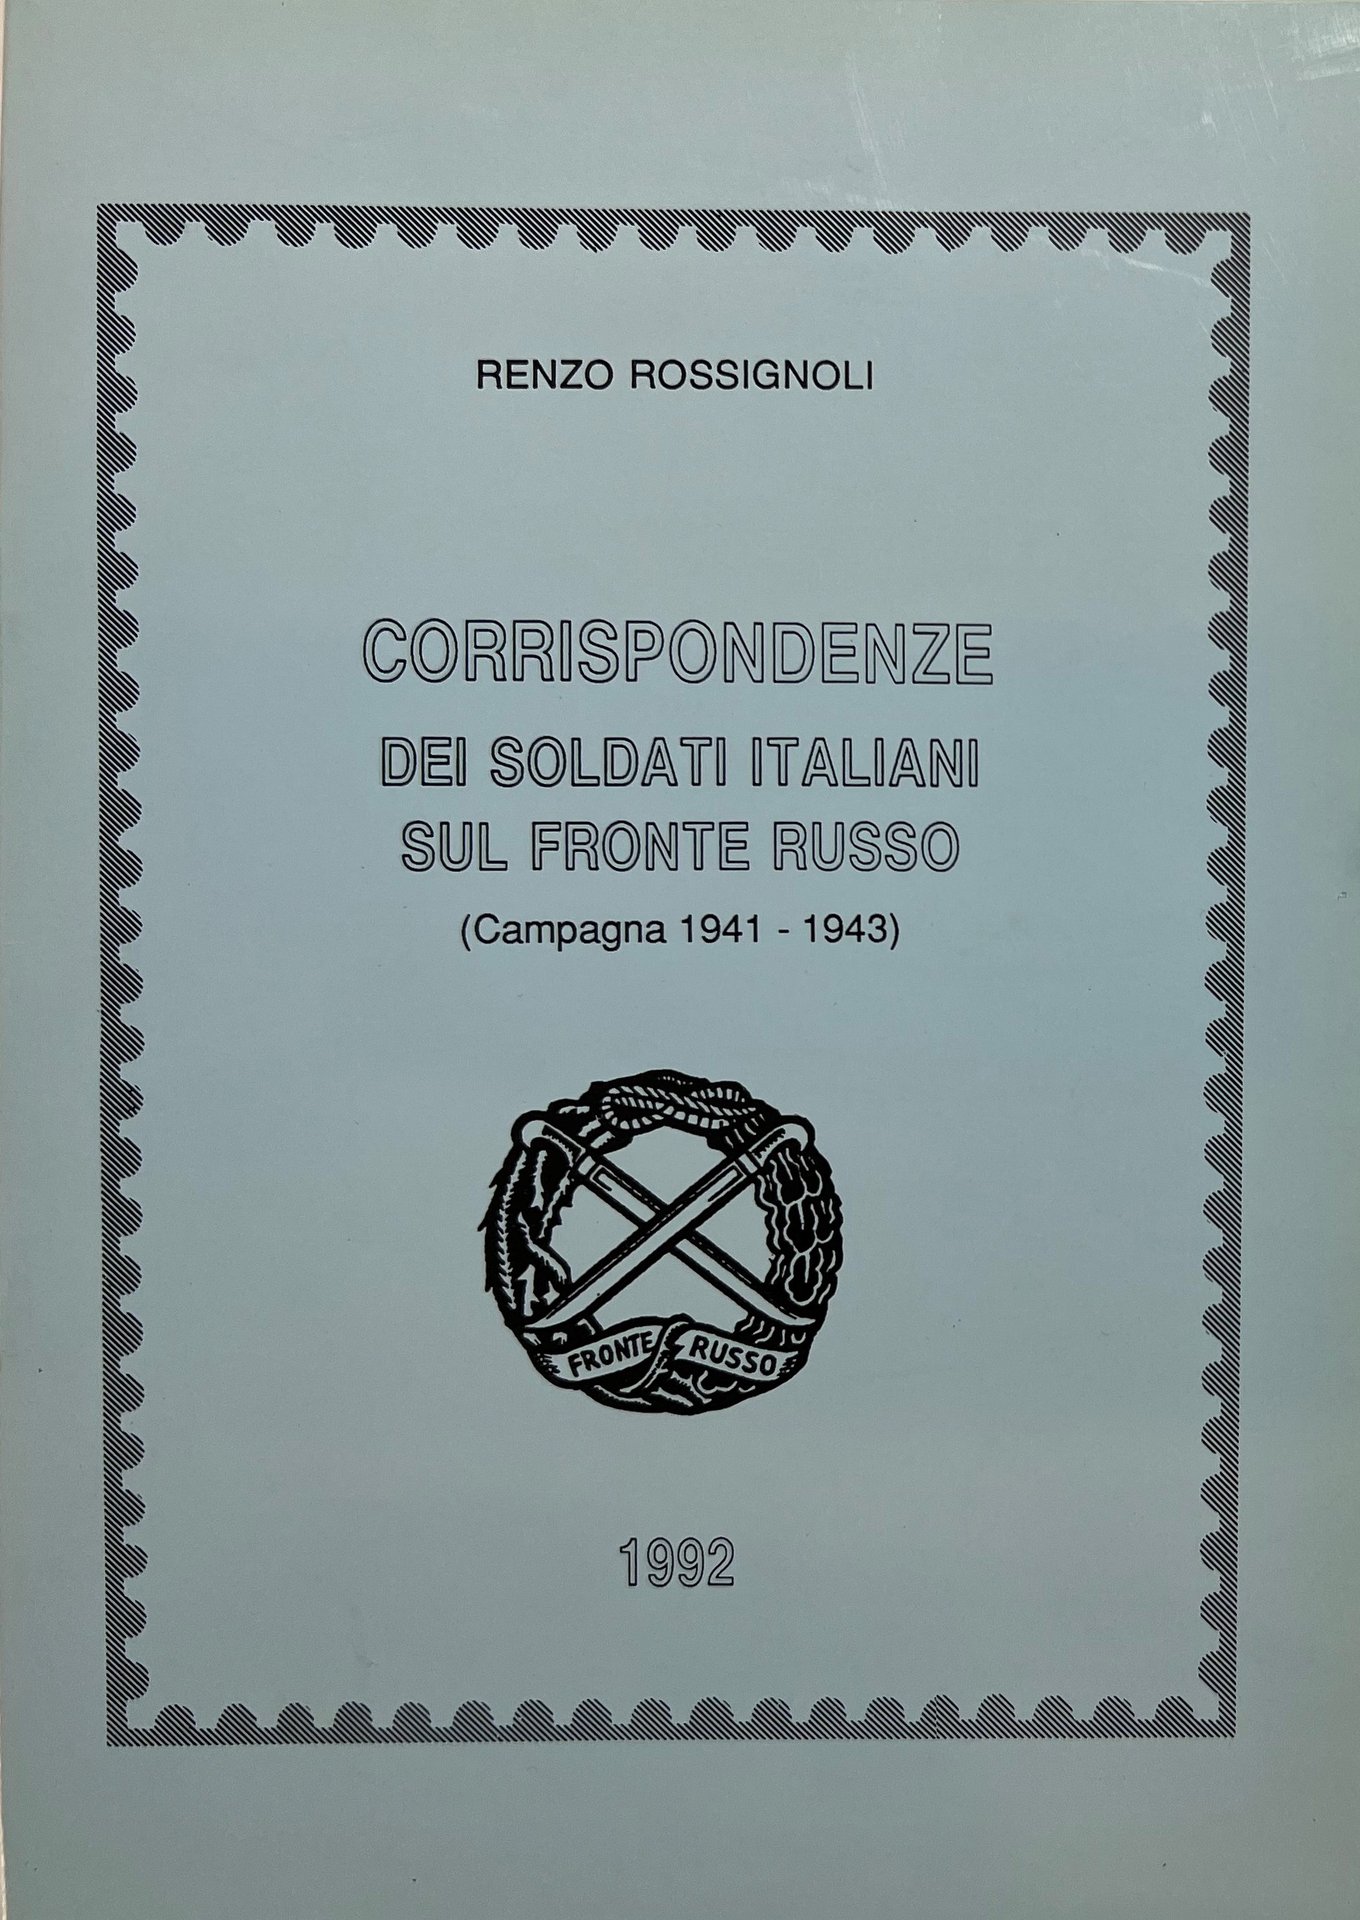 RENZO ROSSIGNOLI
CORRISPONDENZE
DEI SOLDATI ITALIANI
SUL FRONTE RUSSO
(Campagna 1941 - 1943)
FRONTE RUSSO
1992